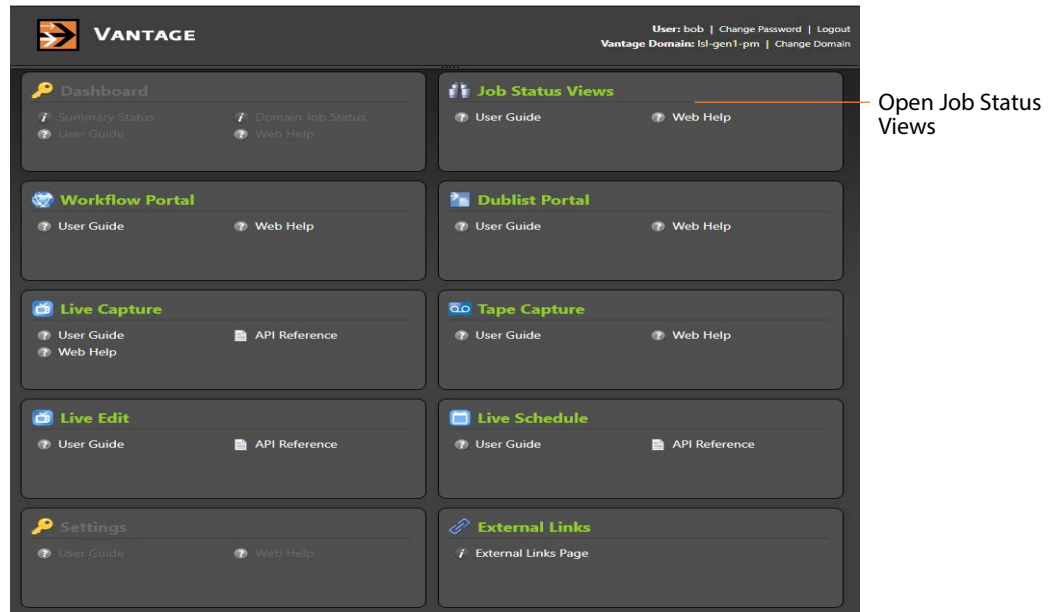 VANTAGE
User: bob | Change Password | Logout
Vantage Domain: lsl-gen1-pm | Change Domain
Dashboard
Summary Status
Domain Job Status
User Guide
Web Help
Job Status Views
User Guide
Web Help
Open Job Status
Views
Workflow Portal
User Guide
Web Help
Dublist Portal
User Guide
Web Help
Live Capture
User Guide
API Reference
Web Help
Tape Capture
User Guide
Web Help
Live Edit
User Guide
API Reference
Live Schedule
User Guide
API Reference
Settings
User Guide
Web Help
External Links
External Links Page